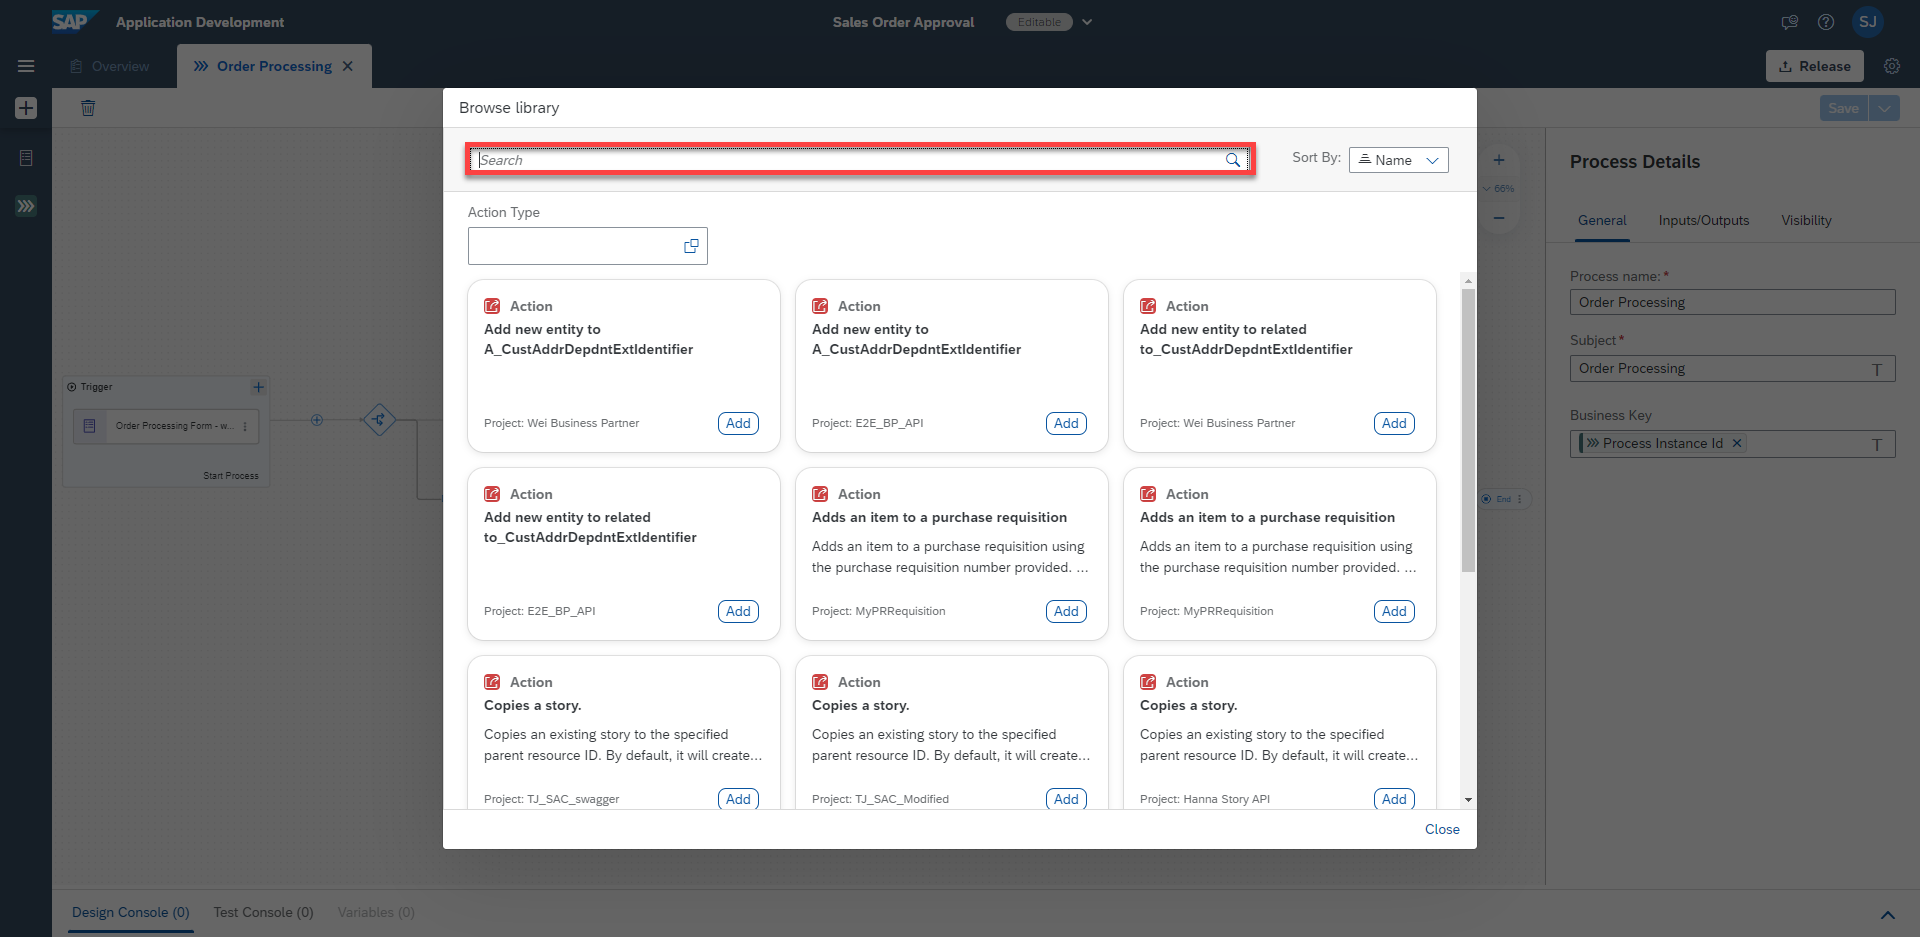 SAP Application Development
Sales Order Approval Editable
SJ
Overview
Order Processing
Release
Save
Browse library
Search
Sort By: Name
Action Type
Action
Add new entity to
A_CustAddrDepdntExtIdentifier
Project: Wei Business Partner
Add
Action
Add new entity to
A_CustAddrDepdntExtIdentifier
Project: E2E_BP_API
Add
Action
Add new entity to related
to_CustAddrDepdntExtIdentifier
Project: Wei Business Partner
Add
Action
Add new entity to related
to_CustAddrDepdntExtIdentifier
Project: E2E_BP_API
Add
Action
Adds an item to a purchase requisition
Adds an item to a purchase requisition using
the purchase requisition number provided. ...
Project: MyPRRequisition
Add
Action
Adds an item to a purchase requisition
Adds an item to a purchase requisition using
the purchase requisition number provided. ...
Project: MyPRRequisition
Add
Action
Copies a story.
Copies an existing story to the specified
parent resource ID. By default, it will create...
Project: TJ_SAC_swagger
Add
Action
Copies a story.
Copies an existing story to the specified
parent resource ID. By default, it will create...
Project: TJ_SAC_Modified
Add
Action
Copies a story.
Copies an existing story to the specified
parent resource ID. By default, it will create...
Project: Hanna Story API
Add
Close
Trigger
Order Processing Form - w...
Start Process
66%
End
Process Details
General
Inputs/Outputs
Visibility
Process name:*
Order Processing
Subject*
Order Processing
Business Key
Process Instance Id
Design Console (0)
Test Console (0)
Variables (0)